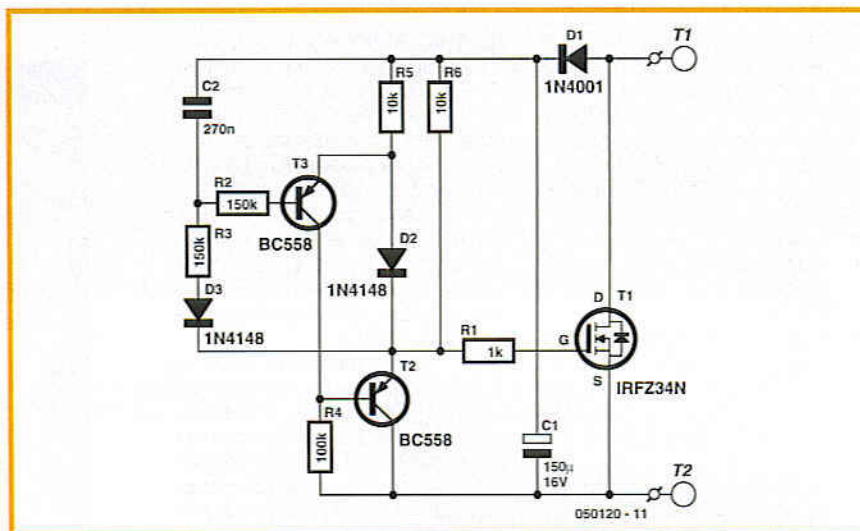 T1
D1
1N4001
C2
270n
R5
10k
R6
10k
T3
R2
150k
BC558
R3
150k
D2
1N4148
D3
1N4148
D
T1
R1
1k
G
S
IRFZ34N
T2
BC558
R4
100k
C1
150µ
16V
T2
050120 - 11